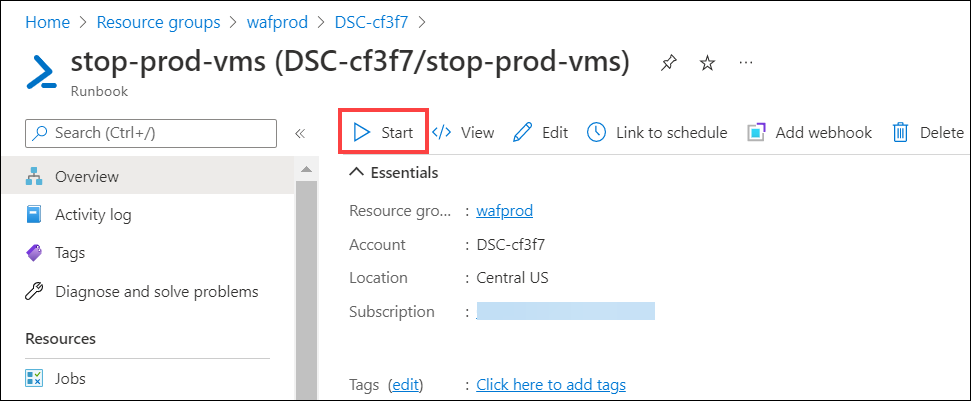 Home > Resource groups > wafprod > DSC-cf3f7 >
stop-prod-vms (DSC-cf3f7/stop-prod-vms)
Runbook
Search (Ctrl+/)
Start
View
Edit
Link to schedule
Add webhook
Delete
Overview
Activity log
Tags
Diagnose and solve problems
Resources
Jobs
Essentials
Resource gro... : wafprod
Account : DSC-cf3f7
Location : Central US
Subscription :
Tags (edit) : Click here to add tags